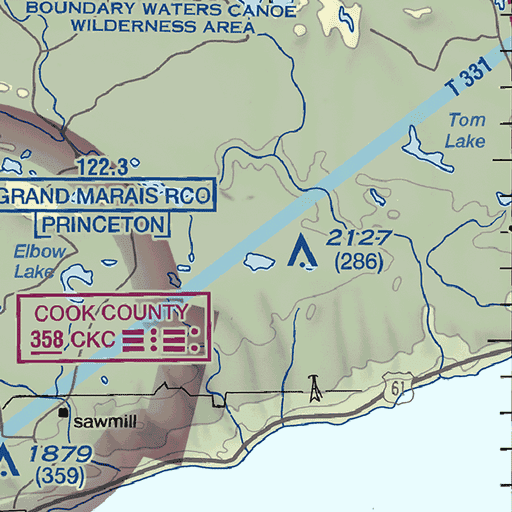 BOUNDARY WATERS CANOE
WILDERNESS AREA
T 331
Tom
Lake
122.3°
GRAND MARAIS RCO
PRINCETON
Elbow
Lake
2127
(286)
COOK COUNTY
358 CKC
61
sawmill
1879
(359)